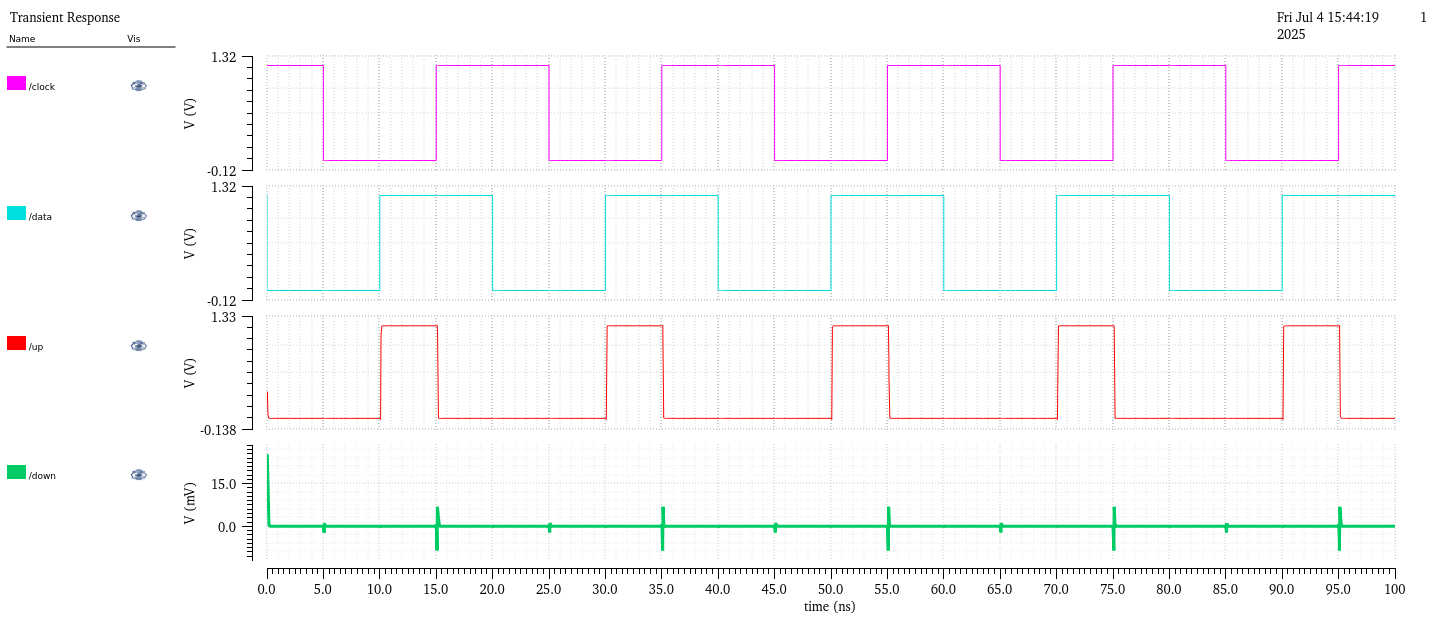 Transient Response
Fri Jul 4 15:44:19 1
2025
Name Vis
/clock
1.32
V (V)
-0.12
/data
1.32
V (V)
-0.12
/up
1.33
V (V)
-0.138
/down
15.0
V (mV)
0.0
0.0 5.0 10.0 15.0 20.0 25.0 30.0 35.0 40.0 45.0 50.0 55.0 60.0 65.0 70.0 75.0 80.0 85.0 90.0 95.0 100
time (ns)